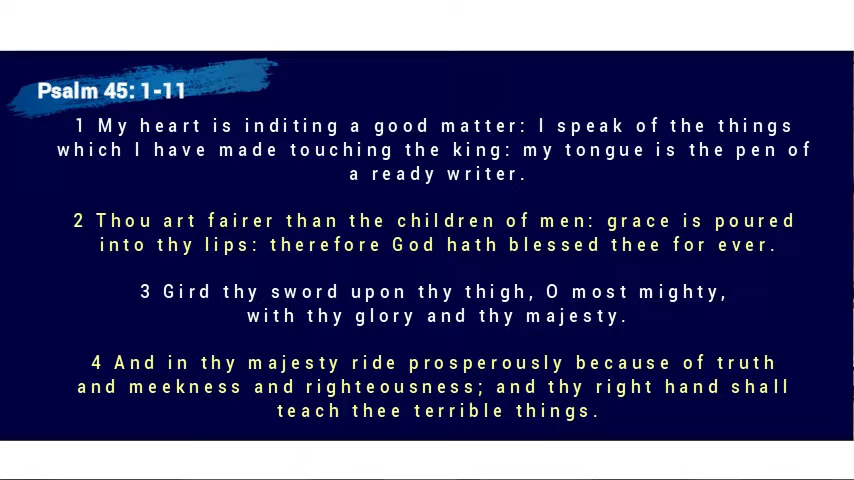 Psalm 45: 1-11
1 My heart is inditing a good matter: I speak of the things
which I have made touching the king: my tongue is the pen of
a ready writer.
2 Thou art fairer than the children of men: grace is poured
into thy lips: therefore God hath blessed thee for ever.
3 Gird thy sword upon thy thigh, O most mighty,
with thy glory and thy majesty.
4 And in thy majesty ride prosperously because of truth
and meekness and righteousness; and thy right hand shall
teach thee terrible things.